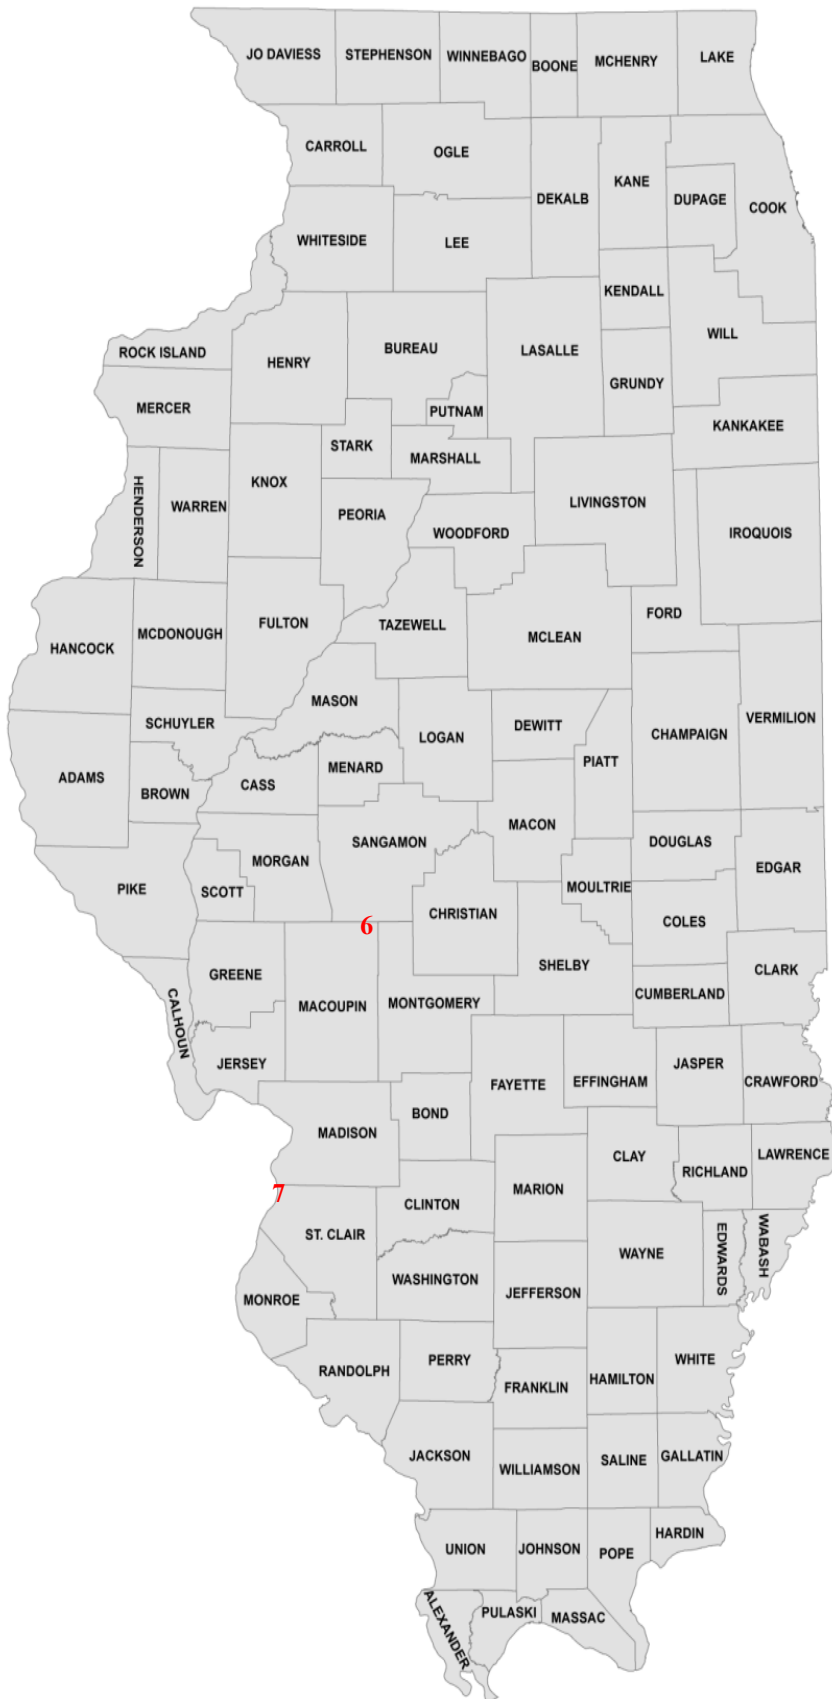 JO DAVIESS
STEPHENSON
WINNEBAGO
BOONE
MCHENRY
LAKE
CARROLL
OGLE
DEKALB
KANE
DUPAGE
COOK
WHITESIDE
LEE
KENDALL
WILL
ROCK ISLAND
HENRY
BUREAU
LASALLE
GRUNDY
MERCER
PUTNAM
KANKAKEE
STARK
MARSHALL
HENDERSON
WARREN
KNOX
PEORIA
WOODFORD
LIVINGSTON
IROQUOIS
HANCOCK
MCDONOUGH
FULTON
TAZEWELL
MCLEAN
FORD
SCHUYLER
MASON
LOGAN
DEWITT
PIATT
CHAMPAIGN
VERMILION
ADAMS
BROWN
CASS
MENARD
MACON
SANGAMON
DOUGLAS
EDGAR
PIKE
SCOTT
MORGAN
CHRISTIAN
MOULTRIE
COLES
6
GREENE
MACOUPIN
MONTGOMERY
SHELBY
CUMBERLAND
CLARK
CALHOUN
JERSEY
FAYETTE
EFFINGHAM
JASPER
CRAWFORD
MADISON
BOND
CLAY
RICHLAND
LAWRENCE
7
ST. CLAIR
CLINTON
MARION
WAYNE
EDWARDS
WABASH
MONROE
WASHINGTON
JEFFERSON
RANDOLPH
PERRY
FRANKLIN
HAMILTON
WHITE
JACKSON
WILLIAMSON
SALINE
GALLATIN
UNION
JOHNSON
POPE
HARDIN
ALEXANDER
PULASKI
MASSAC